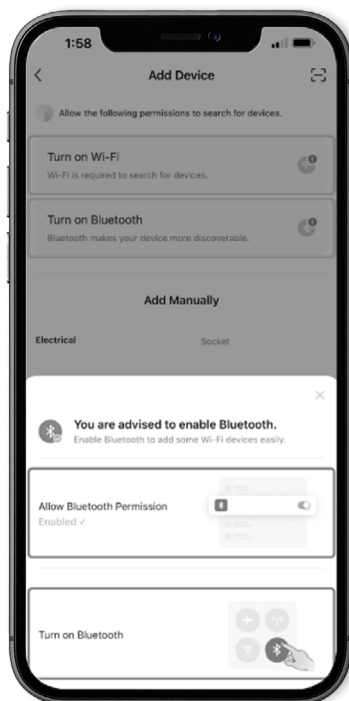 1:58
Add Device
Allow the following permissions to search for devices.
Turn on Wi-Fi
Wi-Fi is required to search for devices.
Turn on Bluetooth
Bluetooth makes your device more discoverable.
Add Manually
Electrical Socket
You are advised to enable Bluetooth.
Enable Bluetooth to add some Wi-Fi devices easily.
Allow Bluetooth Permission
Enabled ✓
Turn on Bluetooth